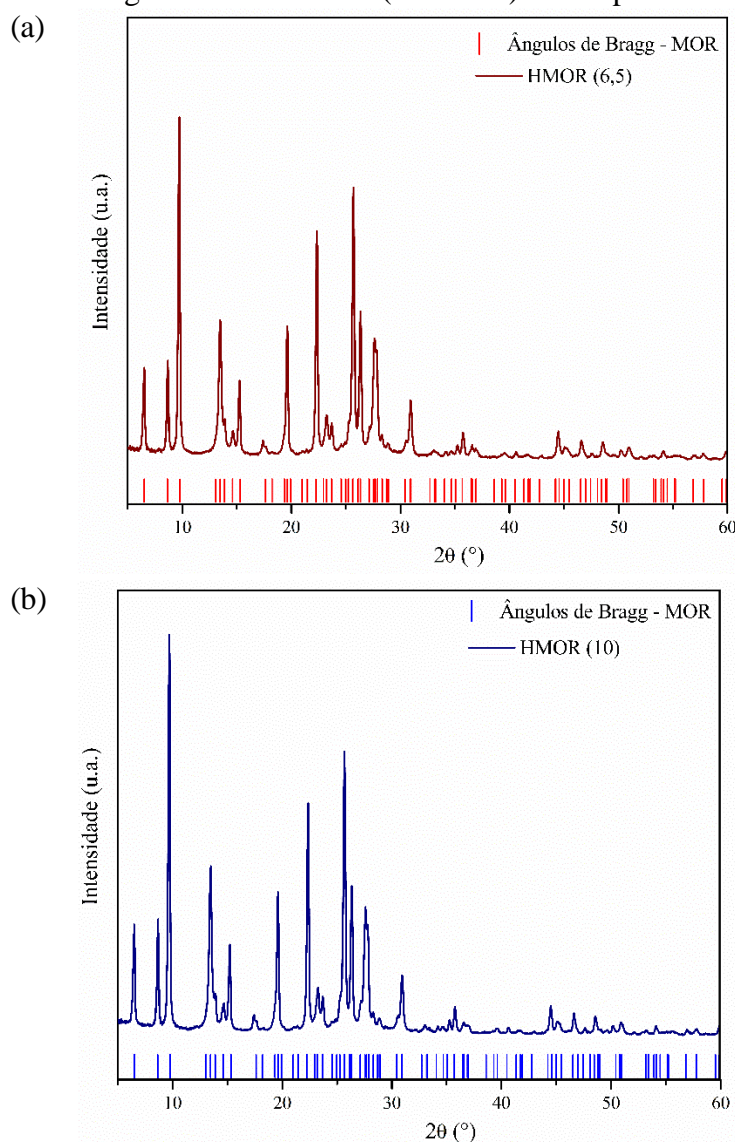 (a)
Ângulos de Bragg - MOR
HMOR (6,5)
Intensidade (u.a.)
10 20 30 40 50 60
2θ (°)
(b)
Ângulos de Bragg - MOR
HMOR (10)
Intensidade (u.a.)
10 20 30 40 50 60
2θ (°)